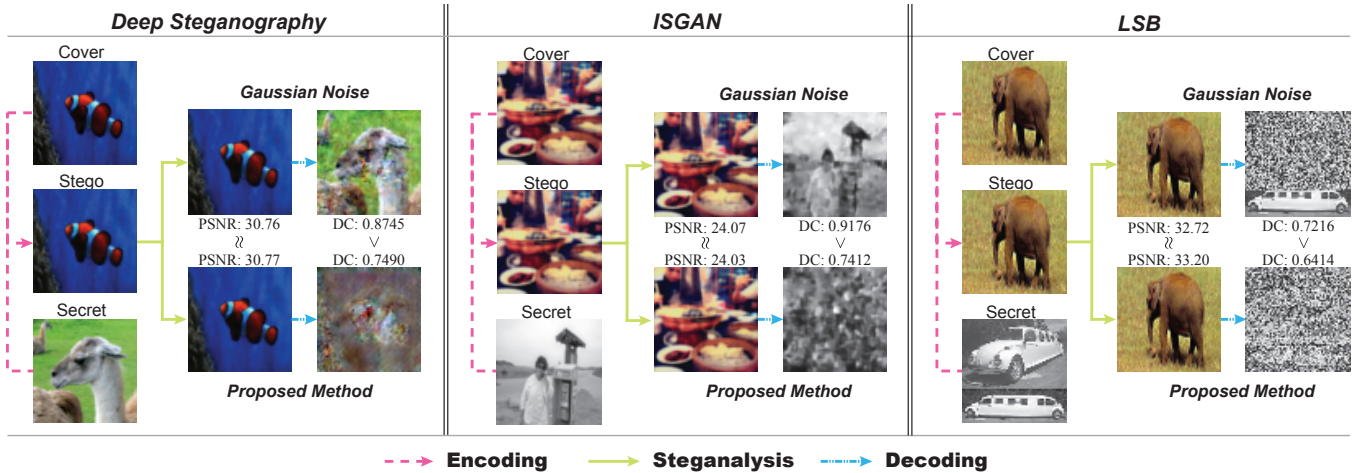 Deep Steganography
Cover
Gaussian Noise
Stego
PSNR: 30.76
DC: 0.8745
≈
>
PSNR: 30.77
DC: 0.7490
Secret
Proposed Method
ISGAN
Cover
Gaussian Noise
Stego
PSNR: 24.07
DC: 0.9176
≈
>
PSNR: 24.03
DC: 0.7412
Secret
Proposed Method
LSB
Cover
Gaussian Noise
Stego
PSNR: 32.72
DC: 0.7216
≈
>
PSNR: 33.20
DC: 0.6414
Secret
Proposed Method
Encoding
Steganalysis
Decoding